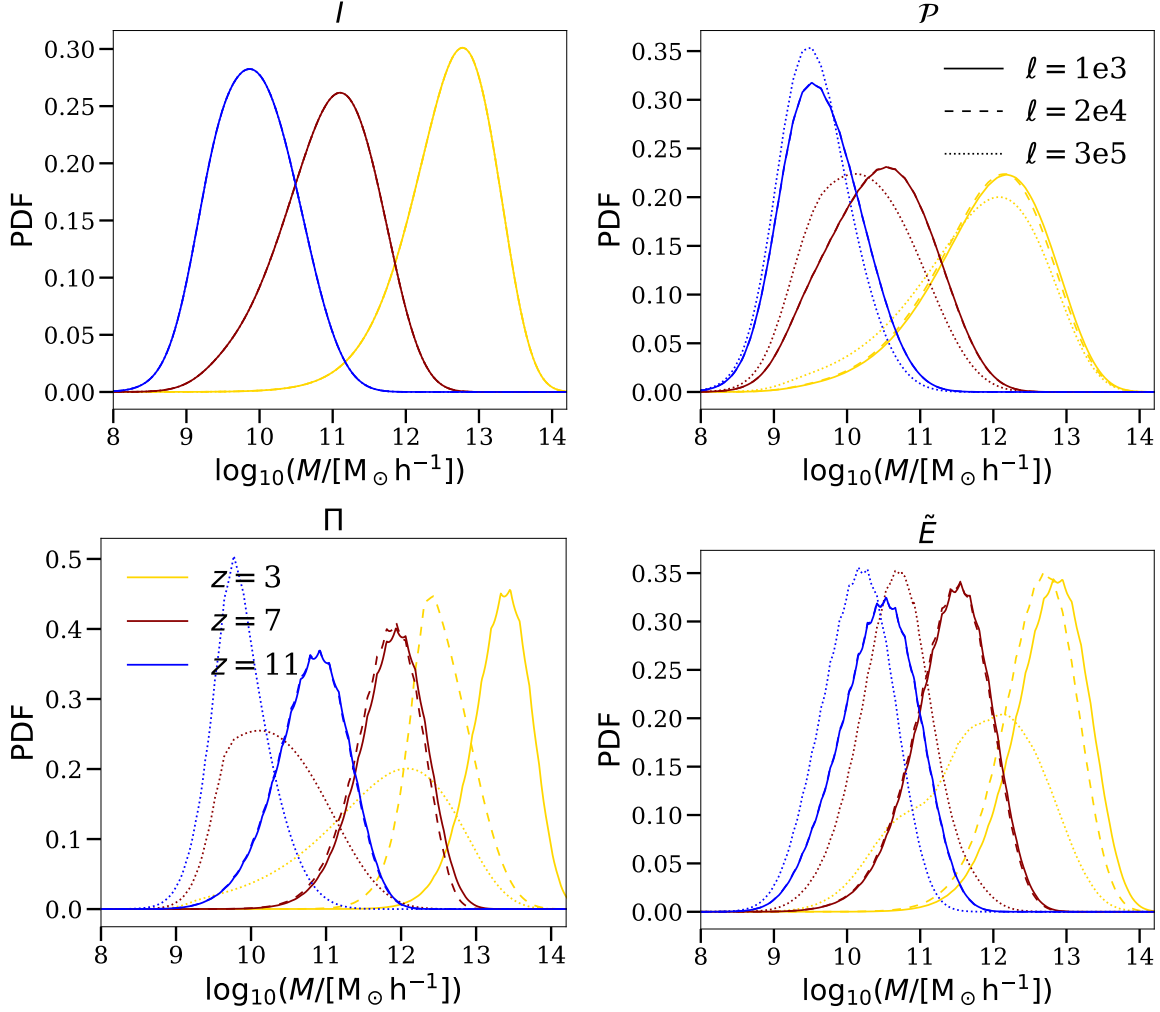 I
PDF
0.30
0.25
0.20
0.15
0.10
0.05
0.00
8 9 10 11 12 13 14
log₁₀(M/[M⊙ h⁻¹])
𝒫
PDF
0.35
0.30
0.25
0.20
0.15
0.10
0.05
0.00
ℓ = 1e3
ℓ = 2e4
ℓ = 3e5
8 9 10 11 12 13 14
log₁₀(M/[M⊙ h⁻¹])
Π
PDF
0.5
0.4
0.3
0.2
0.1
0.0
z = 3
z = 7
z = 11
8 9 10 11 12 13 14
log₁₀(M/[M⊙ h⁻¹])
Ẽ
PDF
0.35
0.30
0.25
0.20
0.15
0.10
0.05
0.00
8 9 10 11 12 13 14
log₁₀(M/[M⊙ h⁻¹])